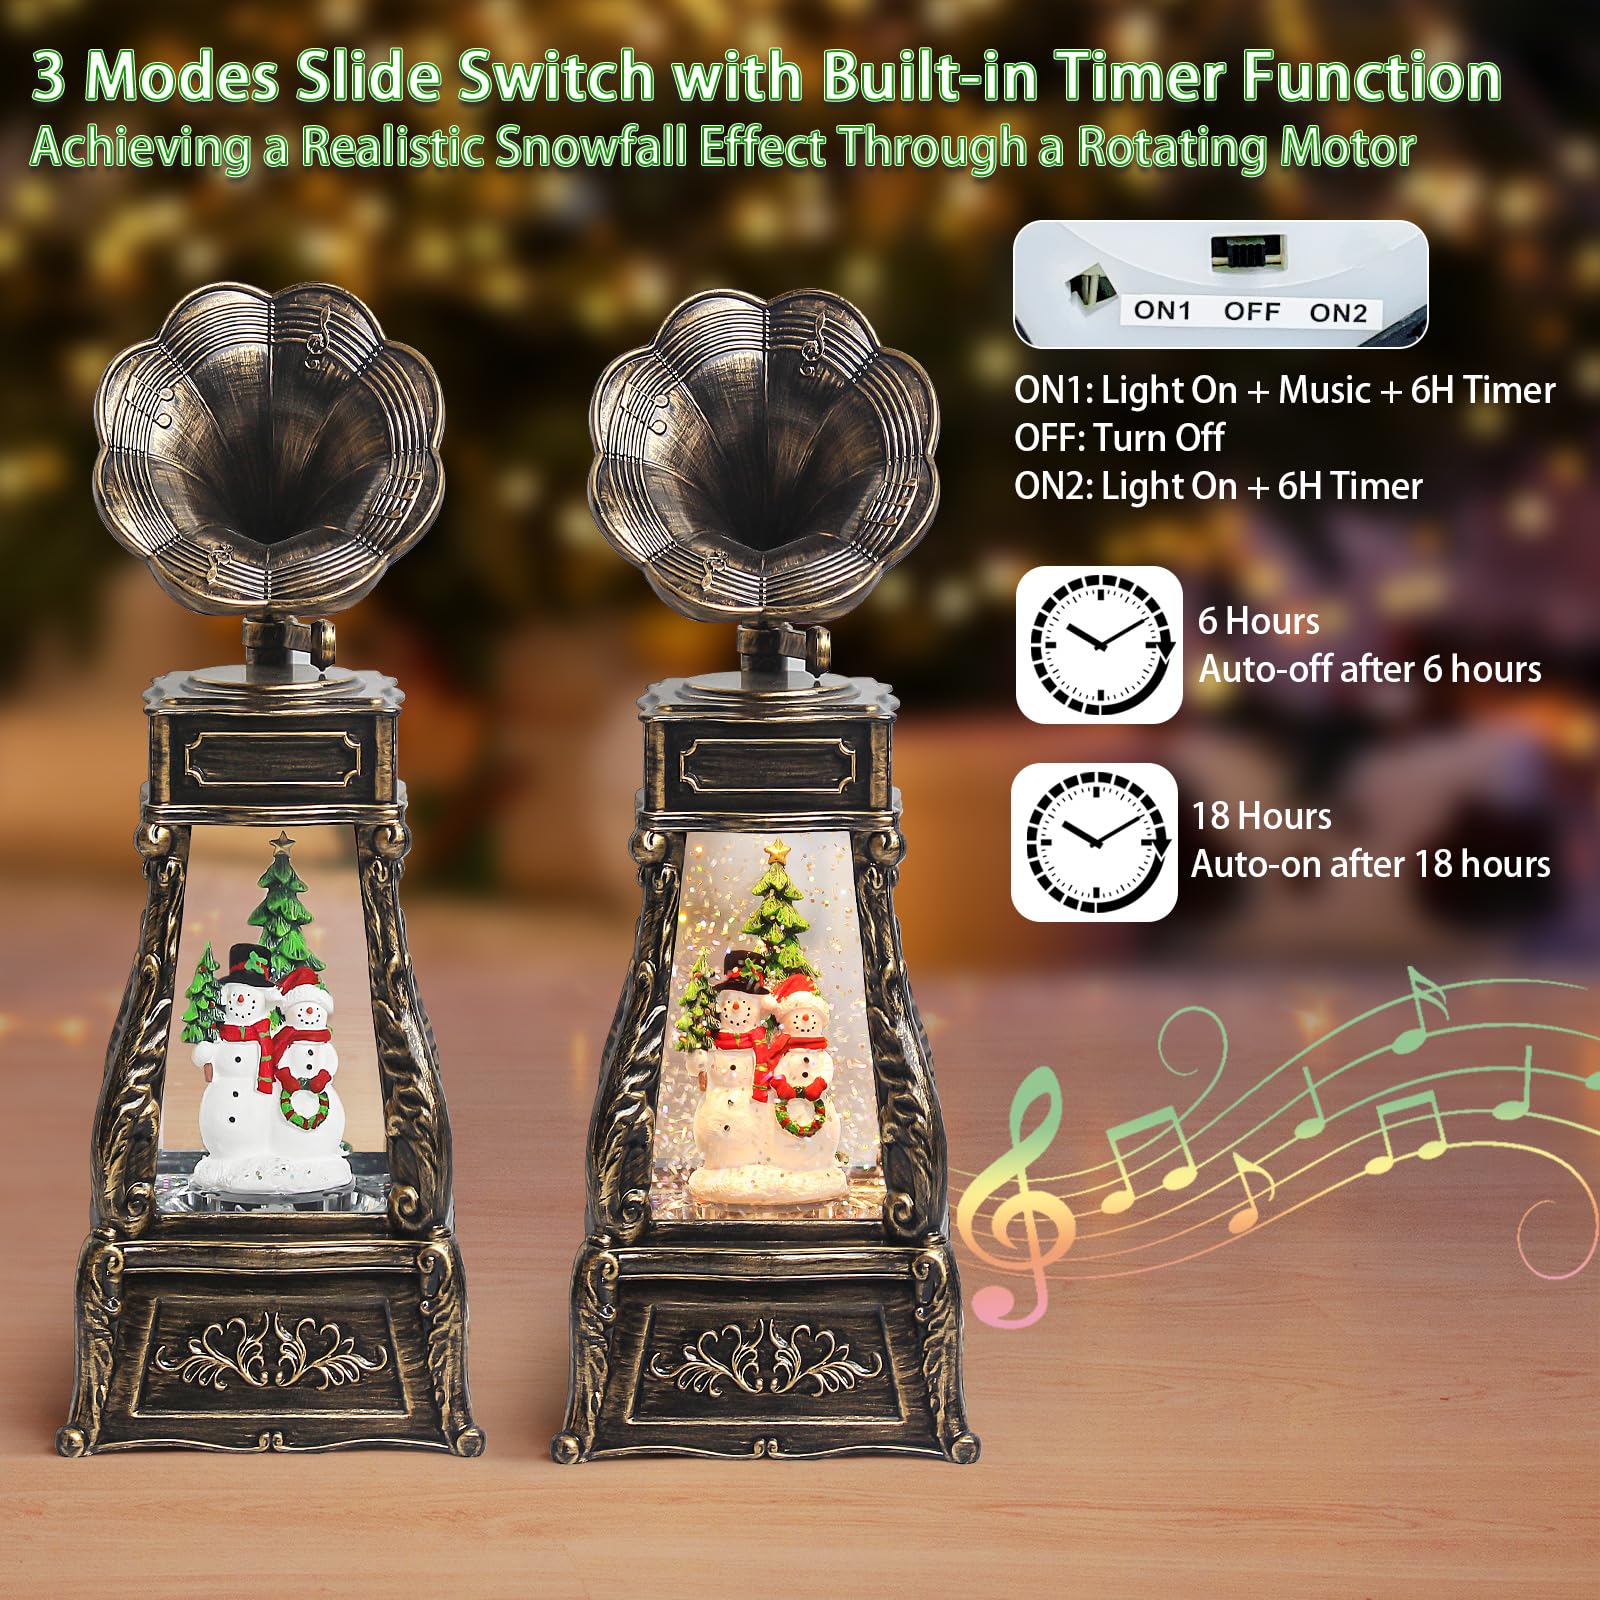 3 Modes Slide Switch with Built-in Timer Function
Achieving a Realistic Snowfall Effect Through a Rotating Motor
ON1 OFF ON2
ON1: Light On + Music + 6H Timer
OFF: Turn Off
ON2: Light On + 6H Timer
6 Hours
Auto-off after 6 hours
18 Hours
Auto-on after 18 hours